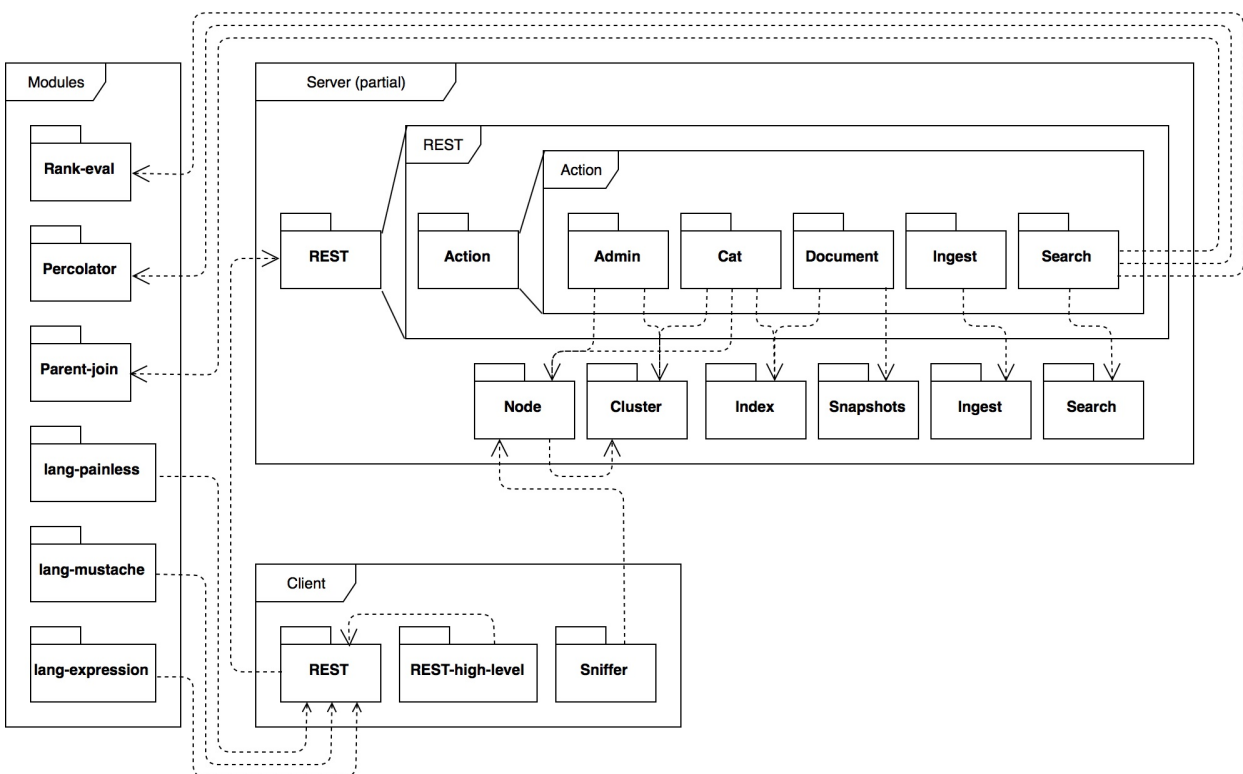 Modules
Rank-eval
Percolator
Parent-join
lang-painless
lang-mustache
lang-expression
Server (partial)
REST
REST
Action
Action
Admin
Cat
Document
Ingest
Search
Node
Cluster
Index
Snapshots
Ingest
Search
Client
REST
REST-high-level
Sniffer